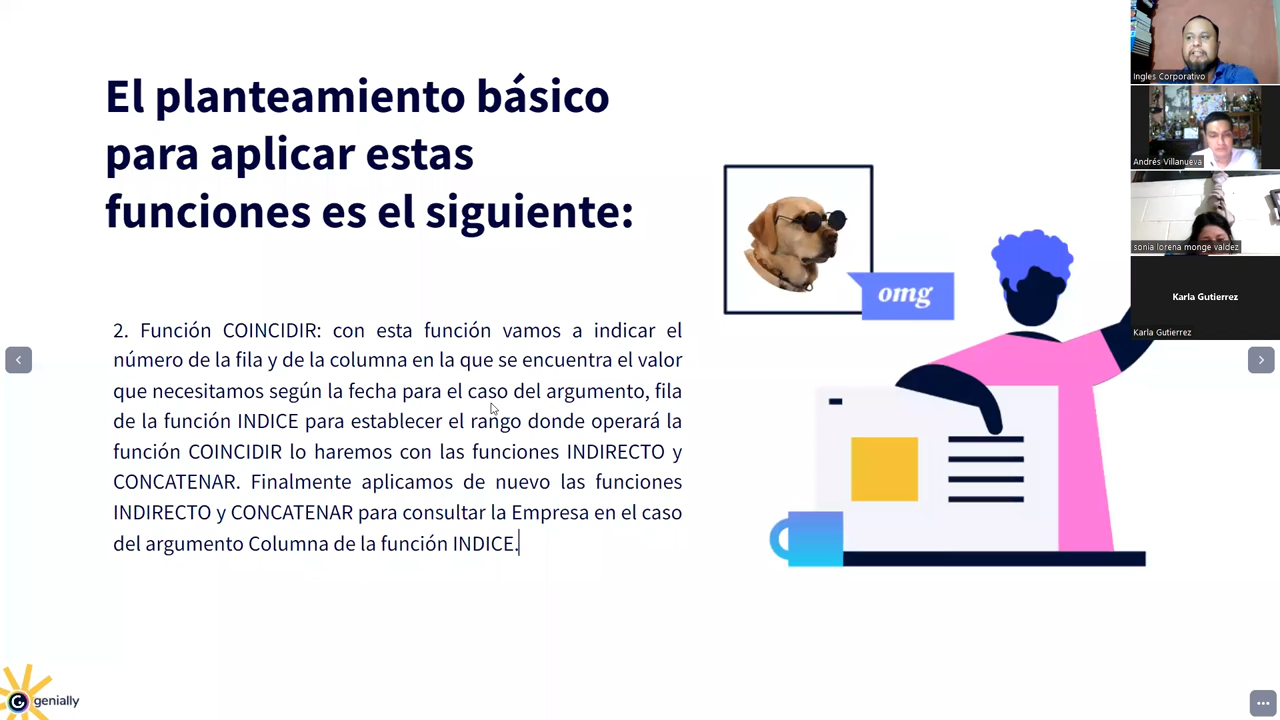 El planteamiento básico
para aplicar estas
funciones es el siguiente:
2. Función COINCIDIR: con esta función vamos a indicar el
número de la fila y de la columna en la que se encuentra el valor
que necesitamos según la fecha para el caso del argumento, fila
de la función INDICE para establecer el rango donde operará la
función COINCIDIR lo haremos con las funciones INDIRECTO y
CONCATENAR. Finalmente aplicamos de nuevo las funciones
INDIRECTO y CONCATENAR para consultar la Empresa en el caso
del argumento Columna de la función INDICE.
omg
Ingles Corporativo
Andrés Villanueva
sonia lorena monge valdez
Karla Gutierrez
Karla Gutierrez
genially